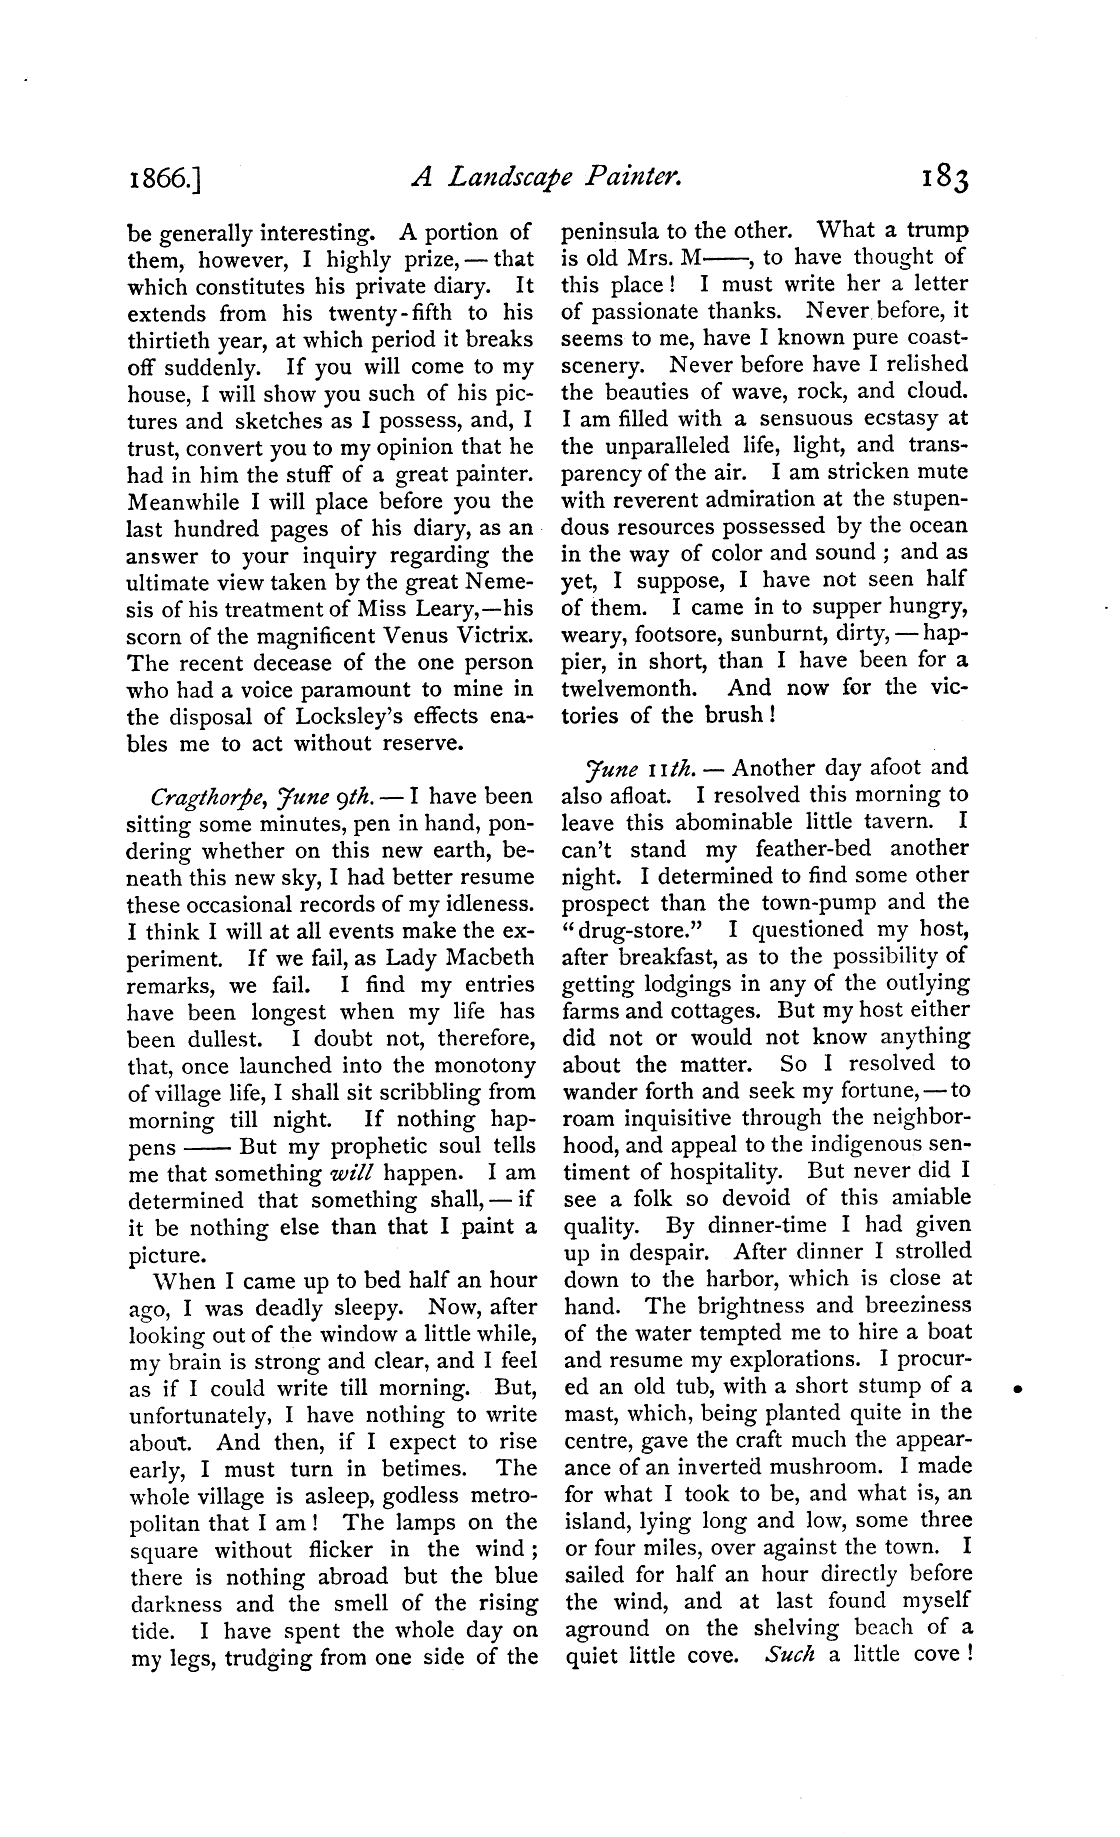 1866.] A Landscape Painter. 183
be generally interesting. A portion of
them, however, I highly prize, — that
which constitutes his private diary. It
extends from his twenty-fifth to his
thirtieth year, at which period it breaks
off suddenly. If you will come to my
house, I will show you such of his pic-
tures and sketches as I possess, and, I
trust, convert you to my opinion that he
had in him the stuff of a great painter.
Meanwhile I will place before you the
last hundred pages of his diary, as an
answer to your inquiry regarding the
ultimate view taken by the great Neme-
sis of his treatment of Miss Leary,—his
scorn of the magnificent Venus Victrix.
The recent decease of the one person
who had a voice paramount to mine in
the disposal of Locksley's effects ena-
bles me to act without reserve.
Cragthorpe, June 9th. — I have been
sitting some minutes, pen in hand, pon-
dering whether on this new earth, be-
neath this new sky, I had better resume
these occasional records of my idleness.
I think I will at all events make the ex-
periment. If we fail, as Lady Macbeth
remarks, we fail. I find my entries
have been longest when my life has
been dullest. I doubt not, therefore,
that, once launched into the monotony
of village life, I shall sit scribbling from
morning till night. If nothing hap-
pens —— But my prophetic soul tells
me that something will happen. I am
determined that something shall, — if
it be nothing else than that I paint a
picture.
When I came up to bed half an hour
ago, I was deadly sleepy. Now, after
looking out of the window a little while,
my brain is strong and clear, and I feel
as if I could write till morning. But,
unfortunately, I have nothing to write
about. And then, if I expect to rise
early, I must turn in betimes. The
whole village is asleep, godless metro-
politan that I am ! The lamps on the
square without flicker in the wind ;
there is nothing abroad but the blue
darkness and the smell of the rising
tide. I have spent the whole day on
my legs, trudging from one side of the
peninsula to the other. What a trump
is old Mrs. M——, to have thought of
this place ! I must write her a letter
of passionate thanks. Never before, it
seems to me, have I known pure coast-
scenery. Never before have I relished
the beauties of wave, rock, and cloud.
I am filled with a sensuous ecstasy at
the unparalleled life, light, and trans-
parency of the air. I am stricken mute
with reverent admiration at the stupen-
dous resources possessed by the ocean
in the way of color and sound ; and as
yet, I suppose, I have not seen half
of them. I came in to supper hungry,
weary, footsore, sunburnt, dirty, — hap-
pier, in short, than I have been for a
twelvemonth. And now for the vic-
tories of the brush !
June 11th. — Another day afoot and
also afloat. I resolved this morning to
leave this abominable little tavern. I
can't stand my feather-bed another
night. I determined to find some other
prospect than the town-pump and the
"drug-store." I questioned my host,
after breakfast, as to the possibility of
getting lodgings in any of the outlying
farms and cottages. But my host either
did not or would not know anything
about the matter. So I resolved to
wander forth and seek my fortune, — to
roam inquisitive through the neighbor-
hood, and appeal to the indigenous sen-
timent of hospitality. But never did I
see a folk so devoid of this amiable
quality. By dinner-time I had given
up in despair. After dinner I strolled
down to the harbor, which is close at
hand. The brightness and breeziness
of the water tempted me to hire a boat
and resume my explorations. I procur-
ed an old tub, with a short stump of a
mast, which, being planted quite in the
centre, gave the craft much the appear-
ance of an inverted mushroom. I made
for what I took to be, and what is, an
island, lying long and low, some three
or four miles, over against the town. I
sailed for half an hour directly before
the wind, and at last found myself
aground on the shelving beach of a
quiet little cove. Such a little cove !